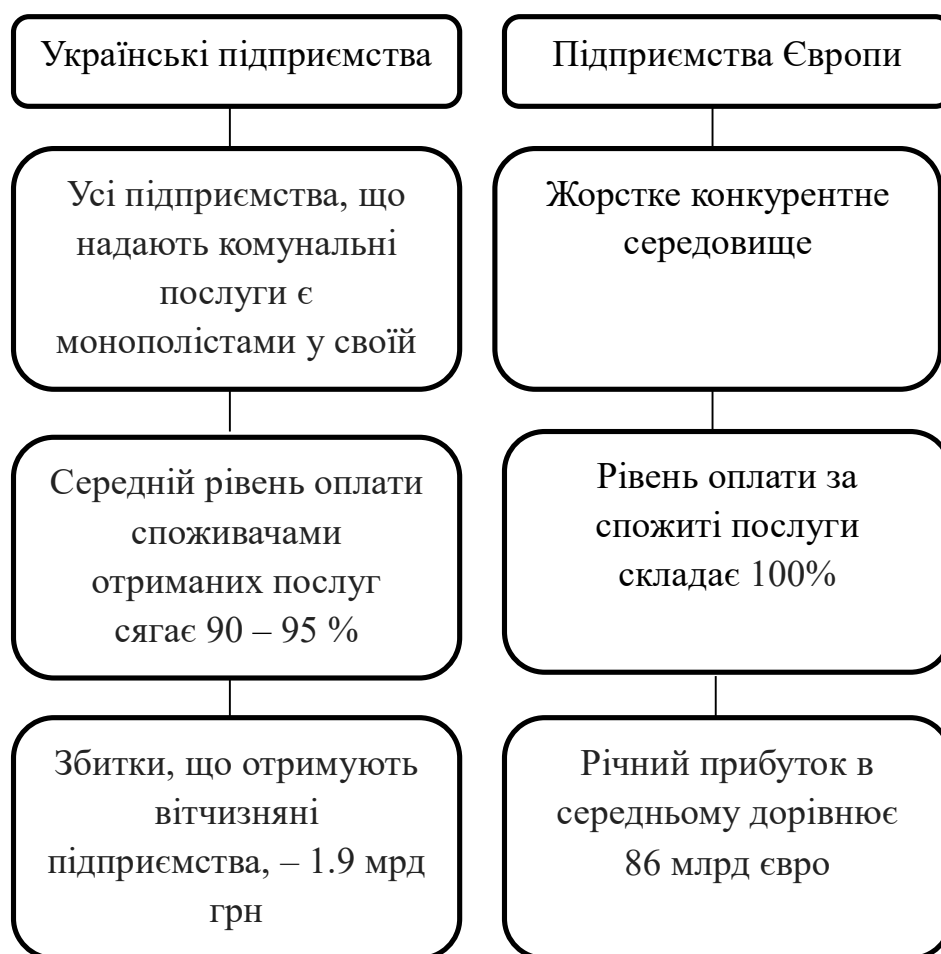 Українські підприємства
Усі підприємства, що
надають комунальні
послуги є
монополістами у своїй
Середній рівень оплати
споживачами
отриманих послуг
сягає 90 – 95 %
Збитки, що отримують
вітчизняні
підприємства, – 1.9 мрд
грн
Підприємства Європи
Жорстке конкурентне
середовище
Рівень оплати за
спожиті послуги
складає 100%
Річний прибуток в
середньому дорівнює
86 млрд євро